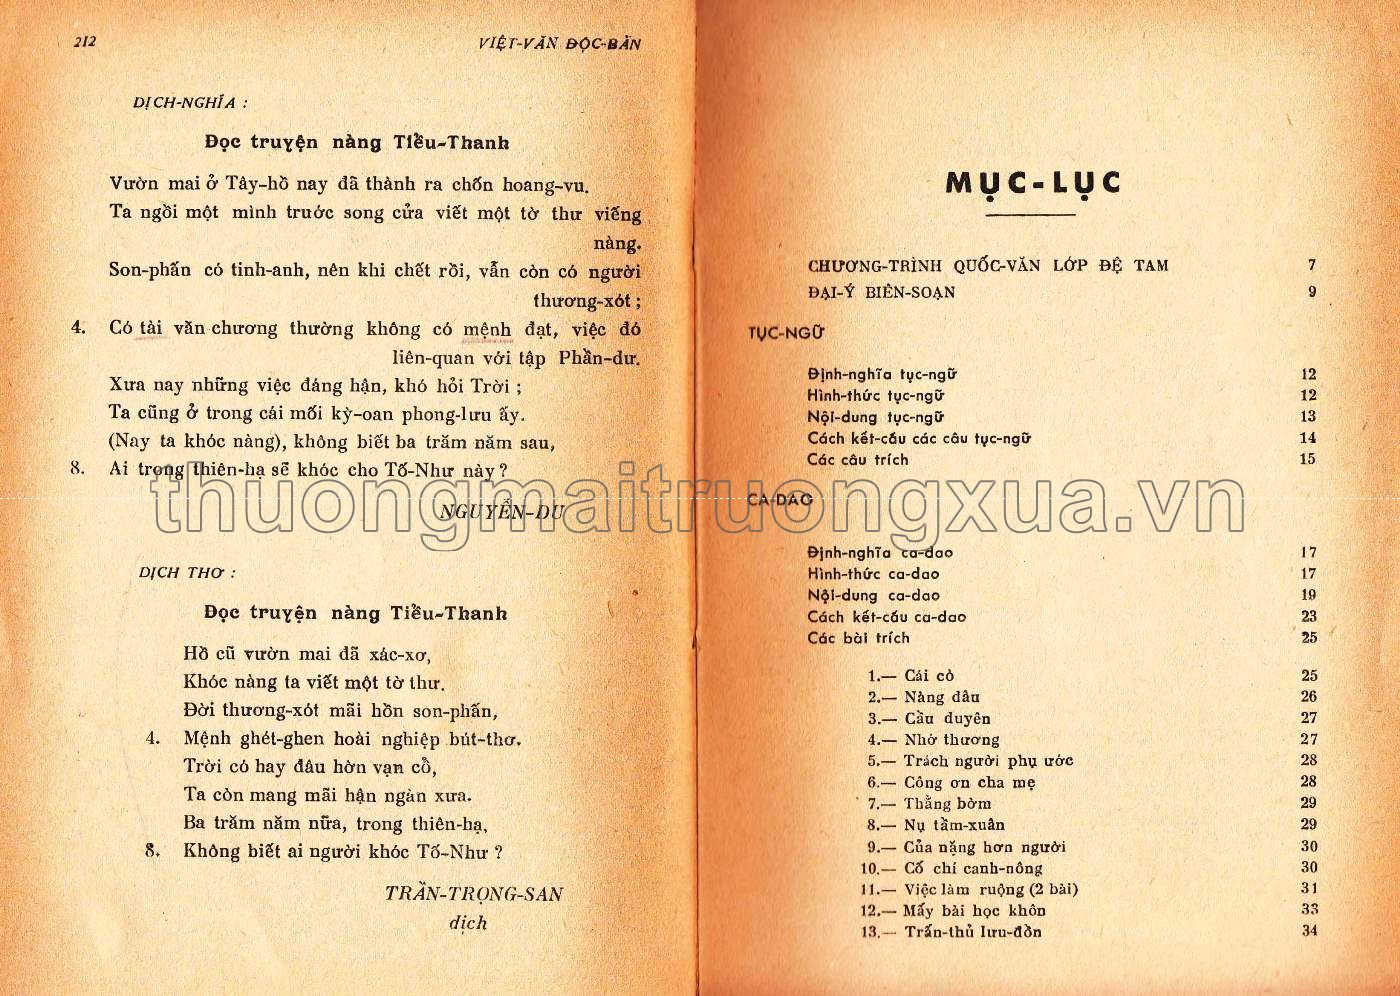 212
VIỆT-VĂN ĐỘC-BẢN
DỊCH-NGHĨA :
Đọc truyện nàng Tiểu-Thanh
Vườn mai ở Tây-hồ nay đã thành ra chốn hoang-vu.
Ta ngồi một mình trước song cửa viết một tờ thư viếng
nàng.
Son-phấn có tinh-anh, nên khi chết rồi, vẫn còn có người
thương-xót ;
4. Có tài văn-chương thường không có mệnh đạt, việc đó
liên-quan với tập Phần-dư.
Xưa nay những việc đáng hận, khó hỏi Trời ;
Ta cũng ở trong cái mối kỳ-oan phong-lưu ấy.
(Nay ta khóc nàng), không biết ba trăm năm sau,
8. Ai trong thiên-hạ sẽ khóc cho Tố-Như này ?
NGUYỄN-DU
DỊCH THƠ :
Đọc truyện nàng Tiểu-Thanh
Hồ cũ vườn mai đã xác-xơ,
Khóc nàng ta viết một tờ thư.
Đời thương-xót mãi hồn son-phấn,
4. Mệnh ghét-ghen hoài nghiệp bút-thơ.
Trời có hay đâu hờn vạn cổ,
Ta còn mang mãi hận ngàn xưa.
Ba trăm năm nữa, trong thiên-hạ,
8. Không biết ai người khóc Tố-Như ?
TRẦN-TRỌNG-SAN
dịch
MỤC-LỤC
CHƯƠNG-TRÌNH QUỐC-VĂN LỚP ĐỆ TAM 7
ĐẠI-Ý BIÊN-SOẠN 9
TỤC-NGỮ
Định-nghĩa tục-ngữ 12
Hình-thức tục-ngữ 12
Nội-dung tục-ngữ 13
Cách kết-cấu các câu tục-ngữ 14
Các câu trích 15
CA-DAO
Định-nghĩa ca-dao 17
Hình-thức ca-dao 17
Nội-dung ca-dao 19
Cách kết-cấu ca-dao 23
Các bài trích 25
1.— Cái cò 25
2.— Nàng dâu 26
3.— Cầu duyên 27
4.— Nhớ thương 27
5.— Trách người phụ ước 28
6.— Công ơn cha mẹ 28
7.— Thằng bờm 29
8.— Nụ tầm-xuân 29
9.— Của nặng hơn người 30
10.— Cố chí canh-nông 30
11.— Việc làm ruộng (2 bài) 31
12.— Mấy bài học khôn 33
13.— Trấn-thủ lưu-đồn 34
thuongmaitruongxua.vn